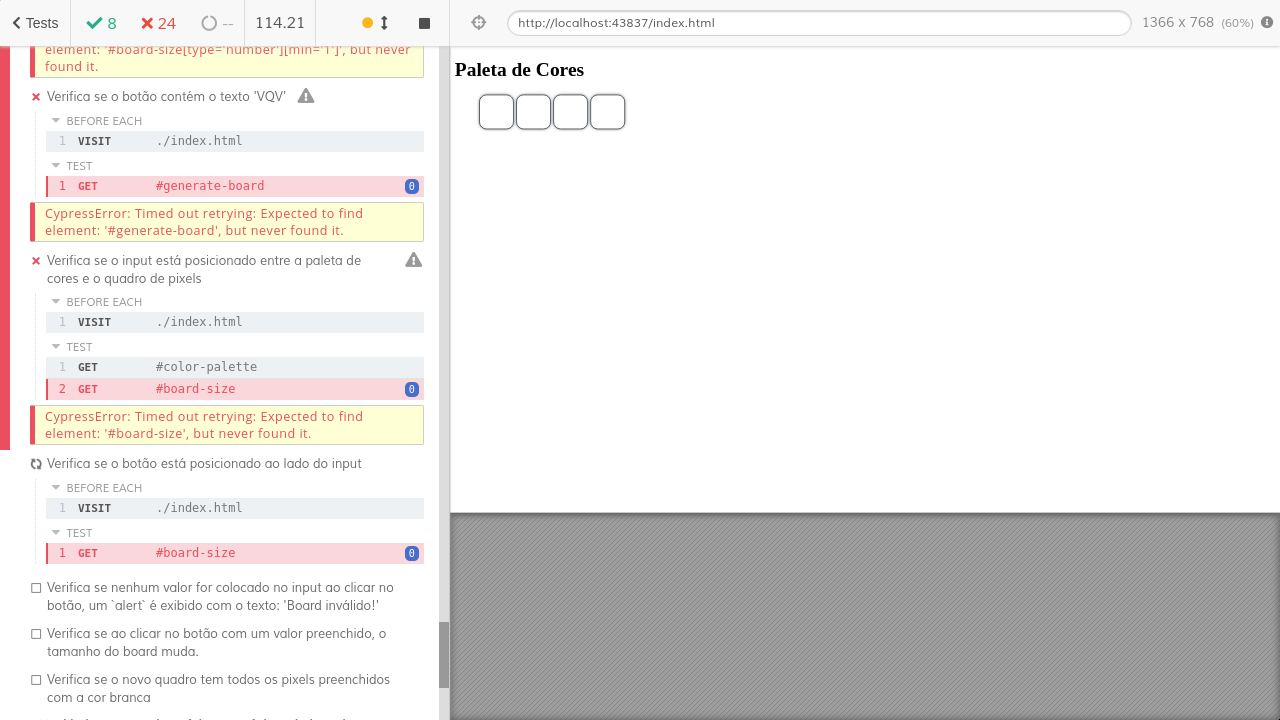 Tests
8
24
--
114.21
http://localhost:43837/index.html
1366 x 768 (60%)
element: '#board-size[type='number'][min='1']', but never
found it.
Verifica se o botão contém o texto 'VQV'
BEFORE EACH
1 VISIT ./index.html
TEST
1 GET #generate-board 0
CypressError: Timed out retrying: Expected to find
element: '#generate-board', but never found it.
Verifica se o input está posicionado entre a paleta de
cores e o quadro de pixels
BEFORE EACH
1 VISIT ./index.html
TEST
1 GET #color-palette
2 GET #board-size 0
CypressError: Timed out retrying: Expected to find
element: '#board-size', but never found it.
Verifica se o botão está posicionado ao lado do input
BEFORE EACH
1 VISIT ./index.html
TEST
1 GET #board-size 0
Verifica se nenhum valor for colocado no input ao clicar no
botão, um `alert` é exibido com o texto: 'Board inválido!'
Verifica se ao clicar no botão com um valor preenchido, o
tamanho do board muda.
Verifica se o novo quadro tem todos os pixels preenchidos
com a cor branca
Paleta de Cores